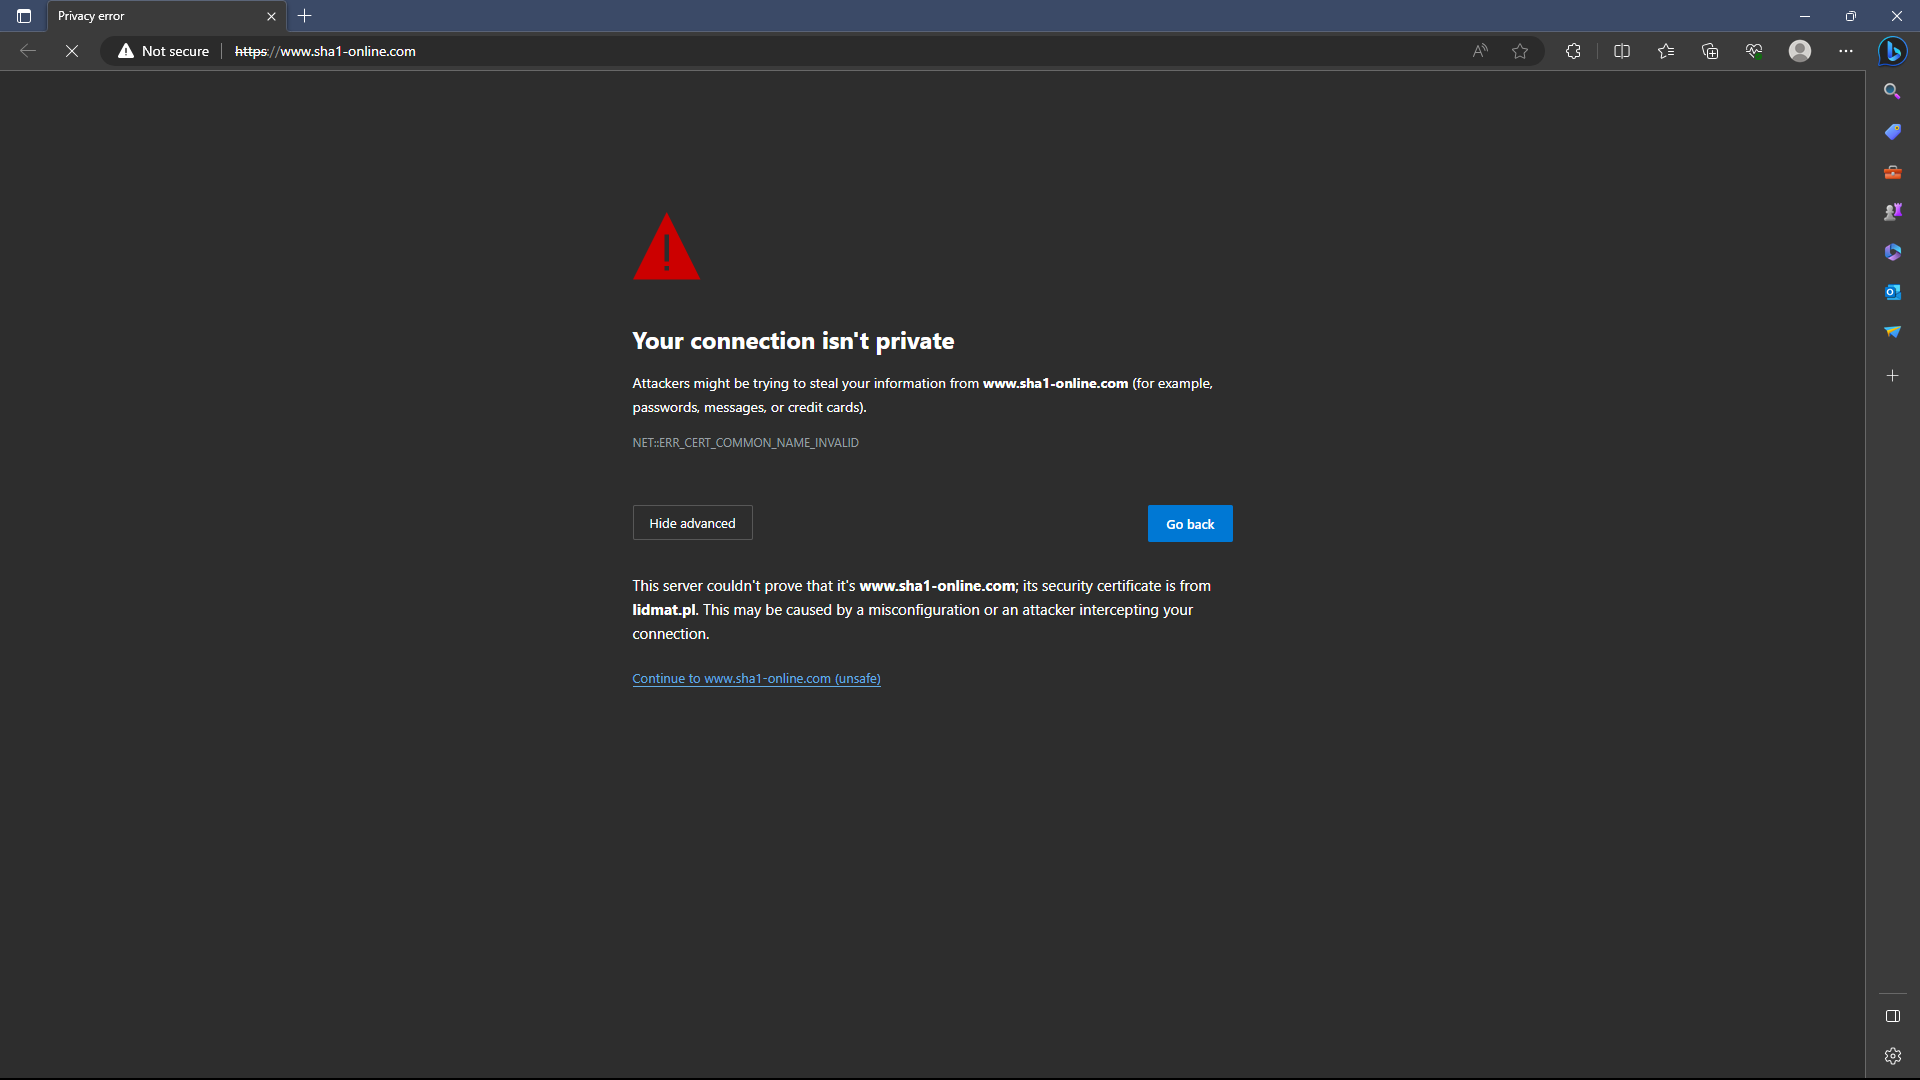 Privacy error
Not secure
https://www.sha1-online.com
Your connection isn't private
Attackers might be trying to steal your information from www.sha1-online.com (for example,
passwords, messages, or credit cards).
NET::ERR_CERT_COMMON_NAME_INVALID
Hide advanced
Go back
This server couldn't prove that it's www.sha1-online.com; its security certificate is from
lidmat.pl. This may be caused by a misconfiguration or an attacker intercepting your
connection.
Continue to www.sha1-online.com (unsafe)